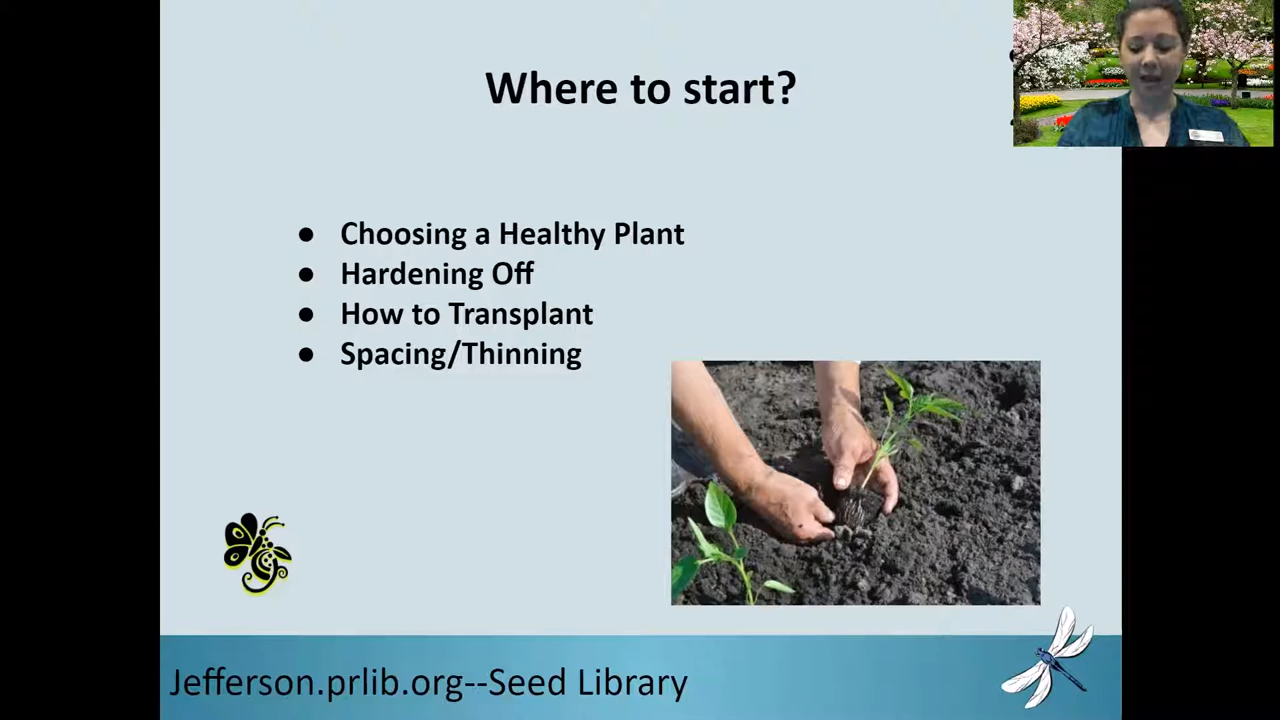 Where to start?
● Choosing a Healthy Plant
● Hardening Off
● How to Transplant
● Spacing/Thinning
Jefferson.prlib.org--Seed Library